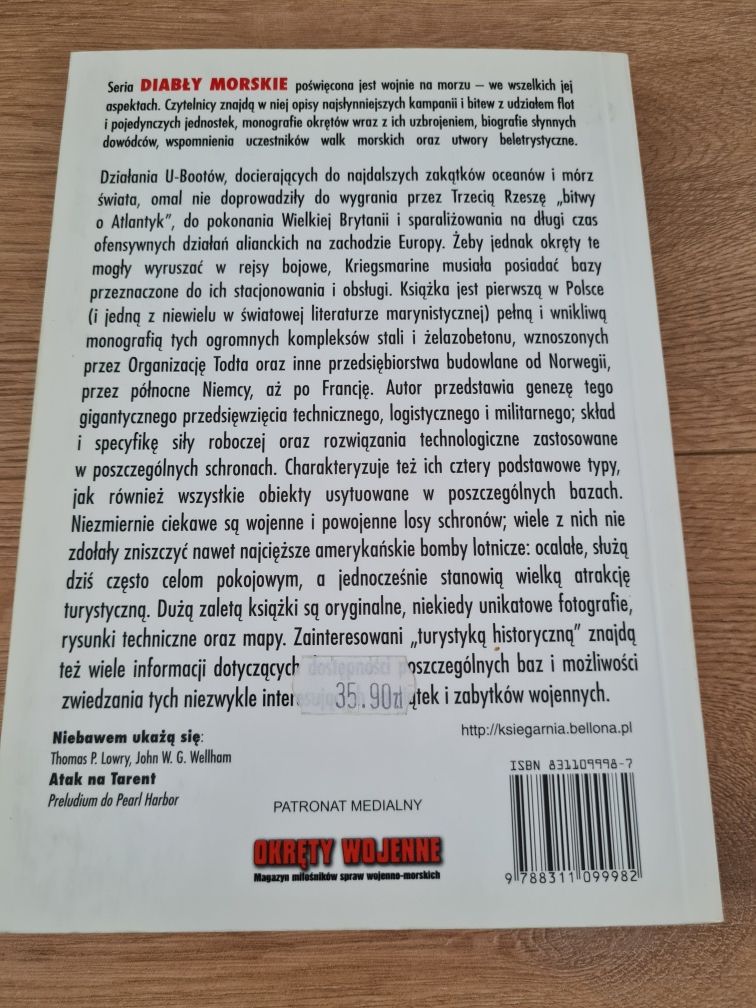 Seria DIABŁY MORSKIE poświęcona jest wojnie na morzu – we wszelkich jej
aspektach. Czytelnicy znajdą w niej opisy najsłynniejszych kampanii i bitew z udziałem flot
i pojedynczych jednostek, monografie okrętów wraz z ich uzbrojeniem, biografie słynnych
dowódców, wspomnienia uczestników walk morskich oraz utwory beletrystyczne.
Działania U-Bootów, docierających do najdalszych zakątków oceanów i mórz
świata, omal nie doprowadziły do wygrania przez Trzecią Rzeszę „bitwy
o Atlantyk", do pokonania Wielkiej Brytanii i sparaliżowania na długi czas
ofensywnych działań alianckich na zachodzie Europy. Żeby jednak okręty te
mogły wyruszać w rejsy bojowe, Kriegsmarine musiała posiadać bazy
przeznaczone do ich stacjonowania i obsługi. Książka jest pierwszą w Polsce
(i jedną z niewielu w światowej literaturze marynistycznej) pełną i wnikliwą
monografią tych ogromnych kompleksów stali i żelazobetonu, wznoszonych
przez Organizację Todta oraz inne przedsiębiorstwa budowlane od Norwegii,
przez północne Niemcy, aż po Francję. Autor przedstawia genezę tego
gigantycznego przedsięwzięcia technicznego, logistycznego i militarnego; skład
i specyfikę siły roboczej oraz rozwiązania technologiczne zastosowane
w poszczególnych schronach. Charakteryzuje też ich cztery podstawowe typy,
jak również wszystkie obiekty usytuowane w poszczególnych bazach.
Niezmiernie ciekawe są wojenne i powojenne losy schronów; wiele z nich nie
zdołały zniszczyć nawet najcięższe amerykańskie bomby lotnicze: ocalałe, służą
dziś często celom pokojowym, a jednocześnie stanowią wielką atrakcję
turystyczną. Dużą zaletą książki są oryginalne, niekiedy unikatowe fotografie,
rysunki techniczne oraz mapy. Zainteresowani „turystyką historyczną" znajdą
też wiele informacji dotyczących dostępności poszczególnych baz i możliwości
zwiedzania tych niezwykle inter 35.90zł ątek i zabytków wojennych.
Niebawem ukażą się:
Thomas P. Lowry, John W. G. Wellham
Atak na Tarent
Preludium do Pearl Harbor
http://ksiegarnia.bellona.pl
ISBN 831109998-7
PATRONAT MEDIALNY
OKRĘTY WOJENNE
Magazyn miłośników spraw wojenno-morskich
9 788311 099982